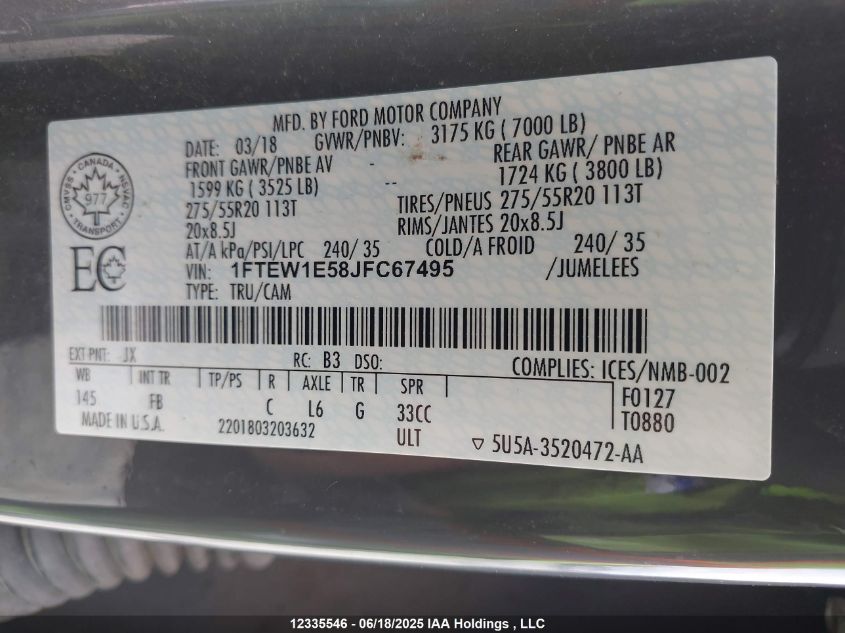 MFD. BY FORD MOTOR COMPANY
DATE: 03/18 GVWR/PNBV: 3175 KG ( 7000 LB)
FRONT GAWR/PNBE AV - REAR GAWR/ PNBE AR
1599 KG ( 3525 LB) -- 1724 KG ( 3800 LB)
275/55R20 113T TIRES/PNEUS 275/55R20 113T
20x8.5J RIMS/JANTES 20x8.5J
AT/A kPa/PSI/LPC 240/ 35 COLD/A FROID 240/ 35
VIN: 1FTEW1E58JFC67495 /JUMELEES
TYPE: TRU/CAM
CANADA
CMVSS NSVAC
977
TRANSPORT
EC
EXT PNT: JX RC: B3 DSO: COMPLIES: ICES/NMB-002
WB INT TR TP/PS R AXLE TR SPR F0127
145 FB C L6 G 33CC T0880
MADE IN U.S.A. 2201803203632 ULT ▽ 5U5A-3520472-AA
12335546 - 06/18/2025 IAA Holdings , LLC